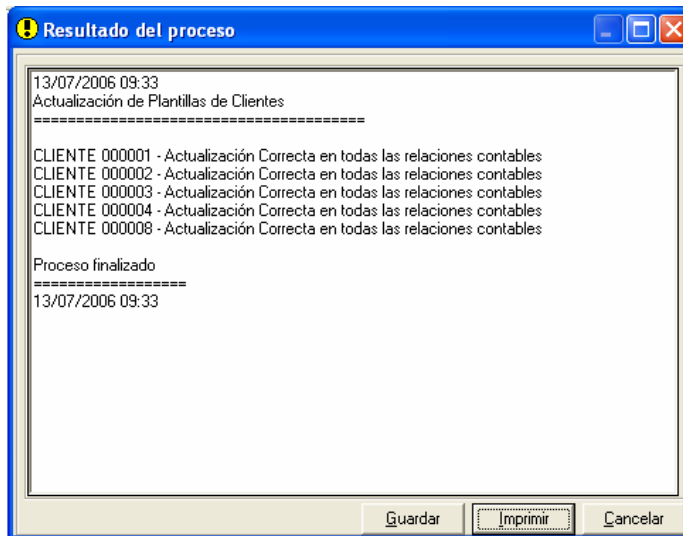 Resultado del proceso
13/07/2006 09:33
Actualización de Plantillas de Clientes
=======================================
CLIENTE 000001 - Actualización Correcta en todas las relaciones contables
CLIENTE 000002 - Actualización Correcta en todas las relaciones contables
CLIENTE 000003 - Actualización Correcta en todas las relaciones contables
CLIENTE 000004 - Actualización Correcta en todas las relaciones contables
CLIENTE 000008 - Actualización Correcta en todas las relaciones contables
Proceso finalizado
==================
13/07/2006 09:33
Guardar Imprimir Cancelar